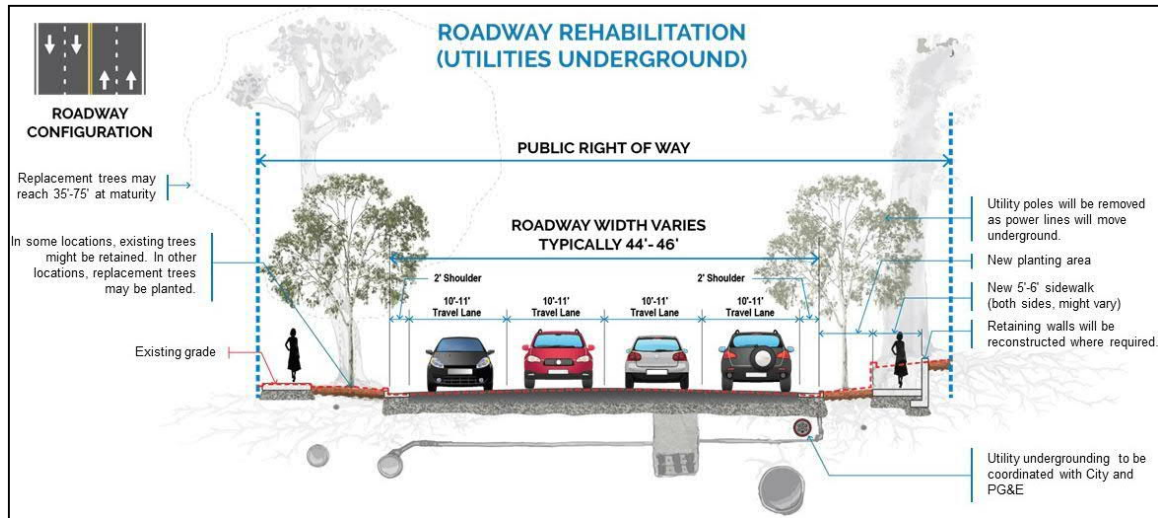 ROADWAY REHABILITATION
(UTILITIES UNDERGROUND)
ROADWAY
CONFIGURATION
PUBLIC RIGHT OF WAY
Replacement trees may
reach 35'-75' at maturity
In some locations, existing trees
might be retained. In other
locations, replacement trees
may be planted.
Existing grade
ROADWAY WIDTH VARIES
TYPICALLY 44'- 46'
2' Shoulder
2' Shoulder
10'-11'
Travel Lane
10'-11'
Travel Lane
10'-11'
Travel Lane
10'-11'
Travel Lane
Utility poles will be removed
as power lines will move
underground.
New planting area
New 5'-6' sidewalk
(both sides, might vary)
Retaining walls will be
reconstructed where required.
Utility undergrounding to be
coordinated with City and
PG&E